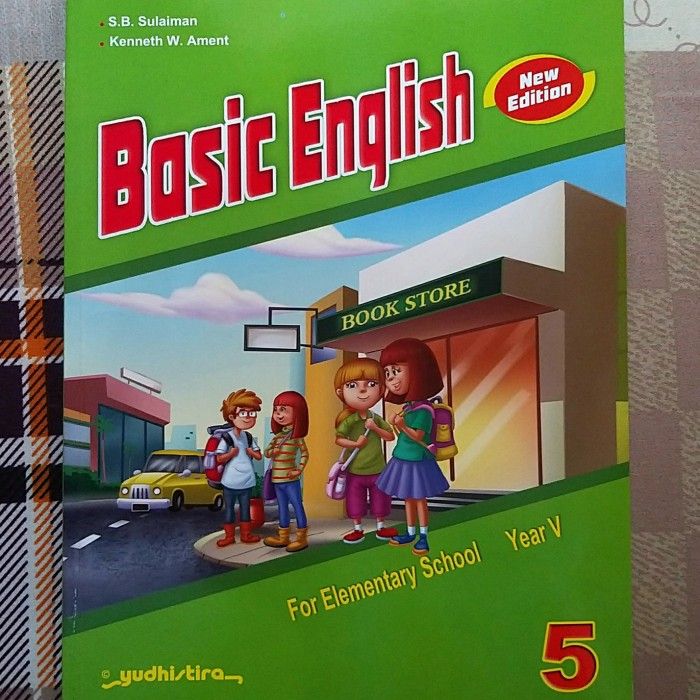 • S.B. Sulaiman
• Kenneth W. Ament
Basic English
New
Edition
BOOK STORE
For Elementary School Year V
© yudhistira
5